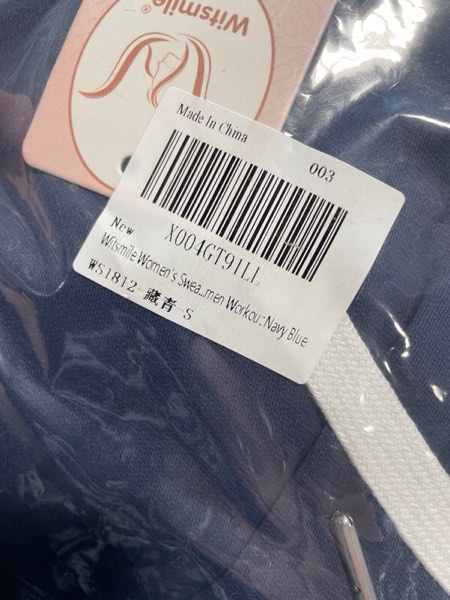 Witsmile®
Made In China
003
X004GT91LL
New
Witsmile Women's Swea...men Workou...Navy Blue
WS1812 藏青-S